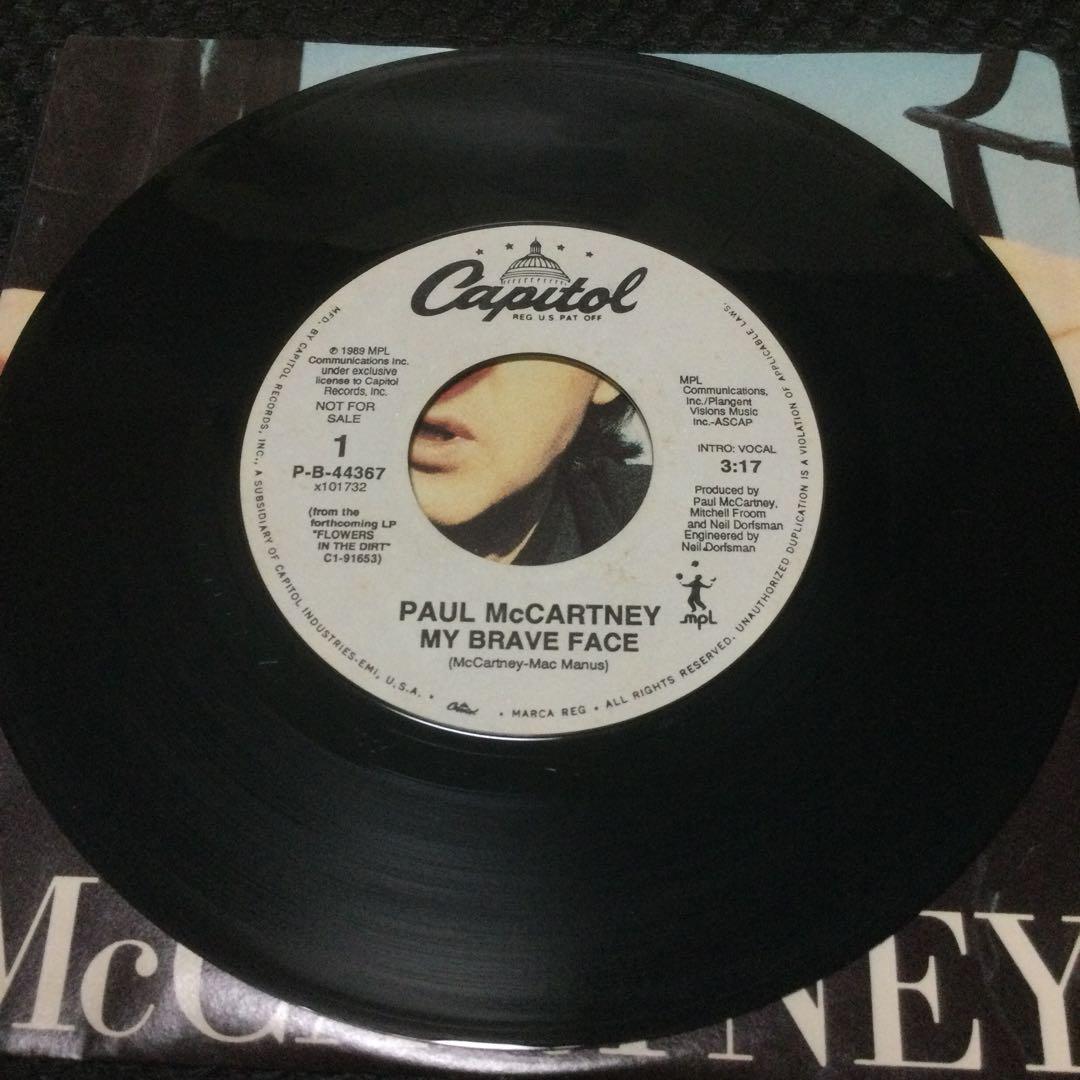 Capitol
REG U.S. PAT OFF
℗ 1989 MPL
Communications Inc.
under exclusive
license to Capitol
Records, Inc.
NOT FOR
SALE
1
P-B-44367
x101732
(from the
forthcoming LP
"FLOWERS
IN THE DIRT"
C1-91653)
MPL
Communications,
Inc./Plangent
Visions Music
Inc.-ASCAP
INTRO: VOCAL
3:17
Produced by
Paul McCartney,
Mitchell Froom
and Neil Dorfsman
Engineered by
Neil Dorfsman
mpl
PAUL McCARTNEY
MY BRAVE FACE
(McCartney-Mac Manus)
MFD. BY CAPITOL RECORDS, INC., A SUBSIDIARY OF CAPITOL INDUSTRIES-EMI, U.S.A. • Capitol • MARCA REG • ALL RIGHTS RESERVED. UNAUTHORIZED DUPLICATION IS A VIOLATION OF APPLICABLE LAWS.